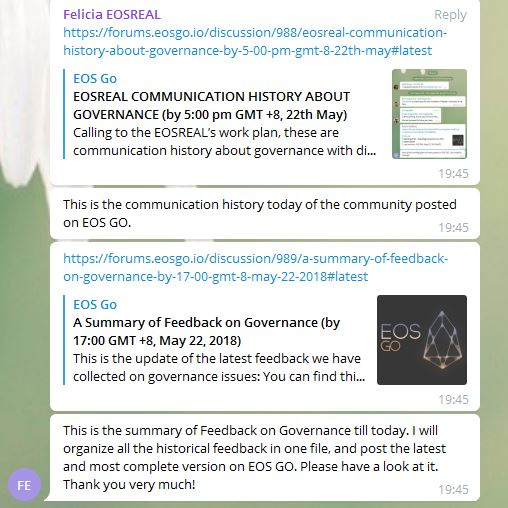 Felicia EOSREAL Reply
https://forums.eosgo.io/discussion/988/eosreal-communication-
history-about-governance-by-5-00-pm-gmt-8-22th-may#latest
EOS Go
EOSREAL COMMUNICATION HISTORY ABOUT
GOVERNANCE (by 5:00 pm GMT +8, 22th May)
Calling to the EOSREAL's work plan, these are
communication history about governance with di...
19:45
This is the communication history today of the community posted
on EOS GO.
19:45
https://forums.eosgo.io/discussion/989/a-summary-of-feedback-
on-governance-by-17-00-gmt-8-may-22-2018#latest
EOS Go
A Summary of Feedback on Governance (by
17:00 GMT +8, May 22, 2018)
This is the update of the latest feedback we have
collected on governance issues: You can find thi...
EOS
GO
19:45
This is the summary of Feedback on Governance till today. I will
organize all the historical feedback in one file, and post the latest
and most complete version on EOS GO. Please have a look at it.
Thank you very much!
19:45
FE